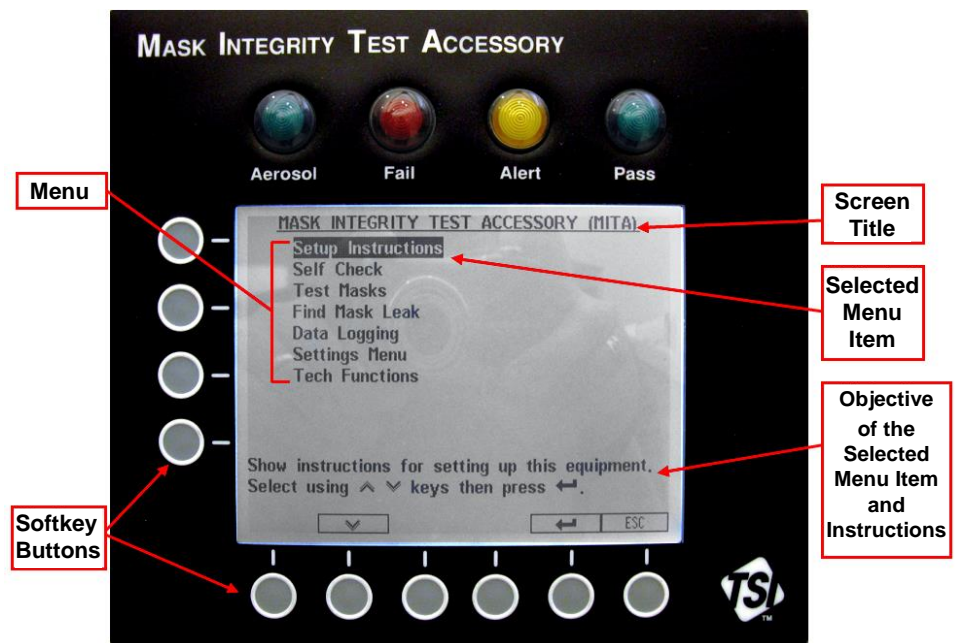 MASK INTEGRITY TEST ACCESSORY
Aerosol Fail Alert Pass
Menu
Screen
Title
MASK INTEGRITY TEST ACCESSORY (MITA)
Setup Instructions
Self Check
Test Masks
Find Mask Leak
Data Logging
Settings Menu
Tech Functions
Selected
Menu
Item
Objective
of the
Selected
Menu Item
and
Instructions
Show instructions for setting up this equipment.
Select using keys then press .
ESC
Softkey
Buttons
TSI
TM